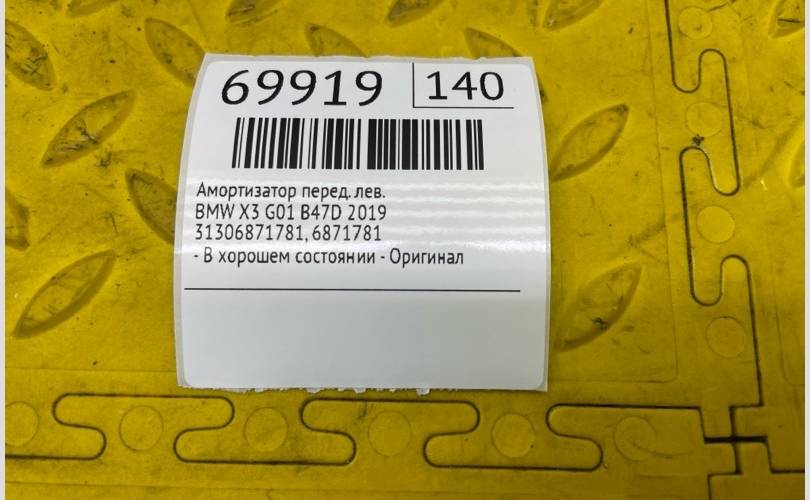 69919 140
Амортизатор перед. лев.
BMW X3 G01 B47D 2019
31306871781, 6871781
- В хорошем состоянии - Оригинал